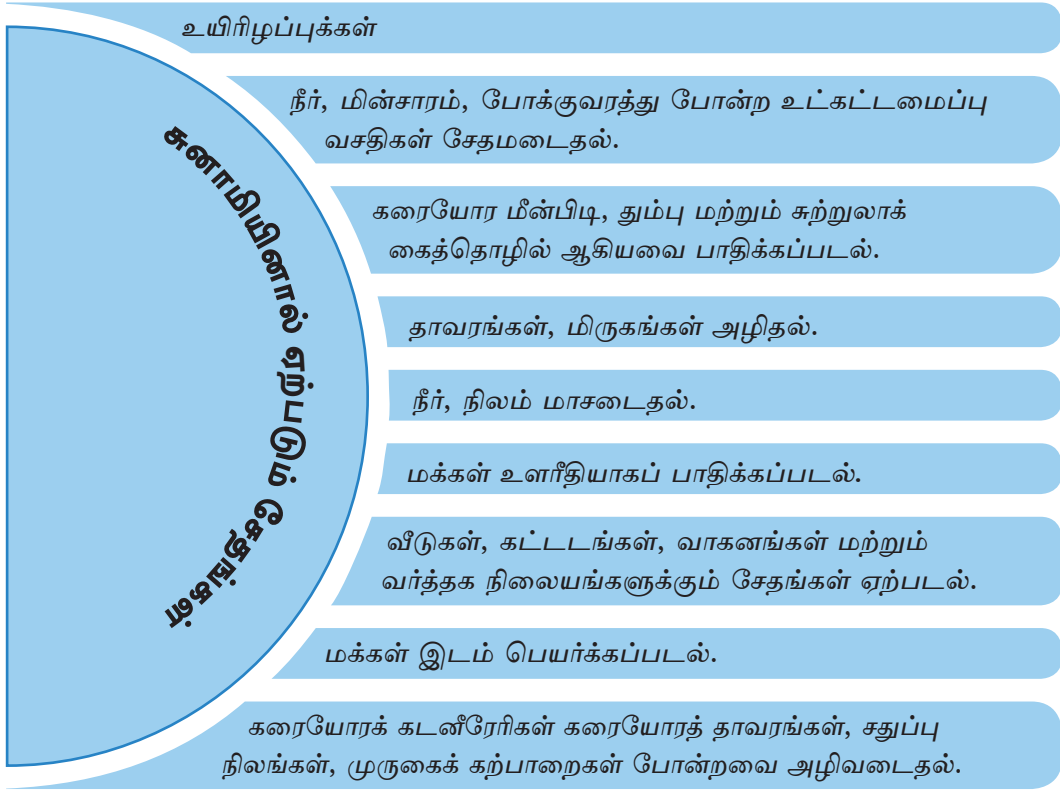 சுனாமியினால் ஏற்படும் சேதங்கள்
உயிரிழப்புக்கள்
நீர், மின்சாரம், போக்குவரத்து போன்ற உட்கட்டமைப்பு
வசதிகள் சேதமடைதல்.
கரையோர மீன்பிடி, தும்பு மற்றும் சுற்றுலாக்
கைத்தொழில் ஆகியவை பாதிக்கப்படல்.
தாவரங்கள், மிருகங்கள் அழிதல்.
நீர், நிலம் மாசடைதல்.
மக்கள் உளரீதியாகப் பாதிக்கப்படல்.
வீடுகள், கட்டடங்கள், வாகனங்கள் மற்றும்
வர்த்தக நிலையங்களுக்கும் சேதங்கள் ஏற்படல்.
மக்கள் இடம் பெயர்க்கப்படல்.
கரையோரக் கடனீரேரிகள் கரையோரத் தாவரங்கள், சதுப்பு
நிலங்கள், முருகைக் கற்பாறைகள் போன்றவை அழிவடைதல்.